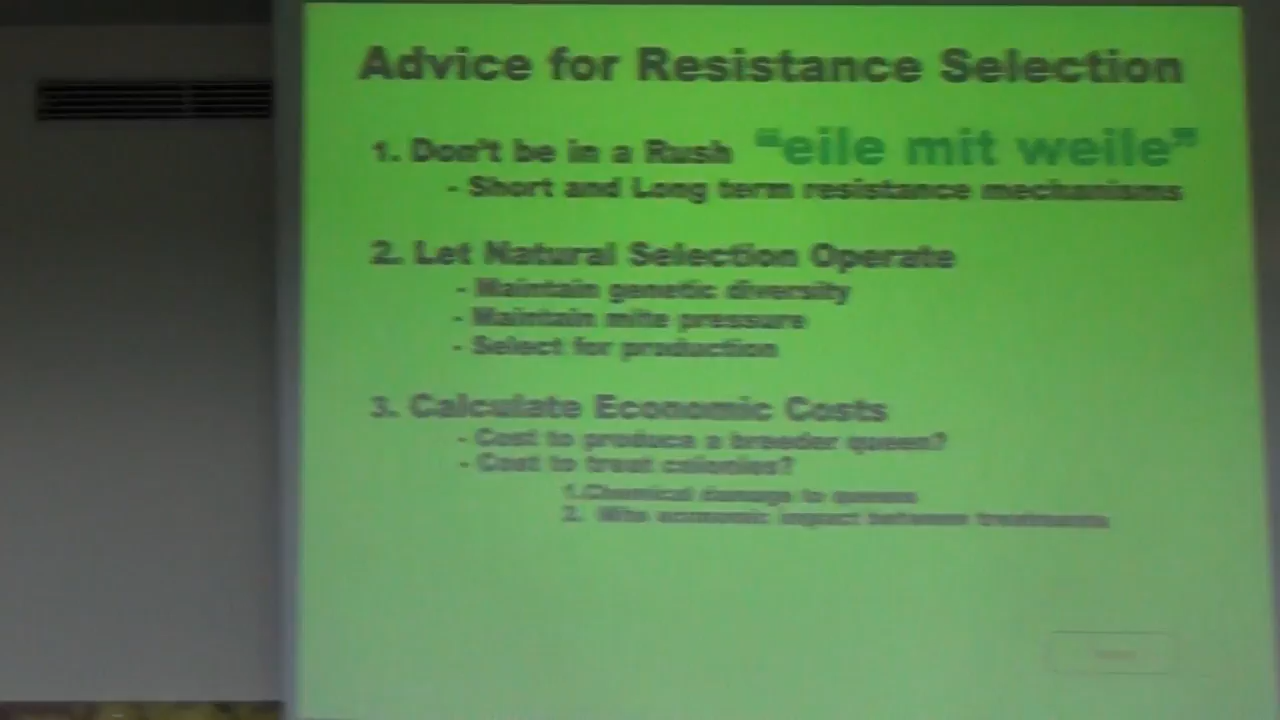 Advice for Resistance Selection
1. Don't be in a Rush "eile mit weile"
- Short and Long term resistance mechanisms
2. Let Natural Selection Operate
- Maintain genetic diversity
- Maintain mite pressure
- Select for production
3. Calculate Economic Costs
- Cost to produce a breeder queen?
- Cost to treat colonies?
1.Chemical damage to queens
2. Mite economic impact between treatments